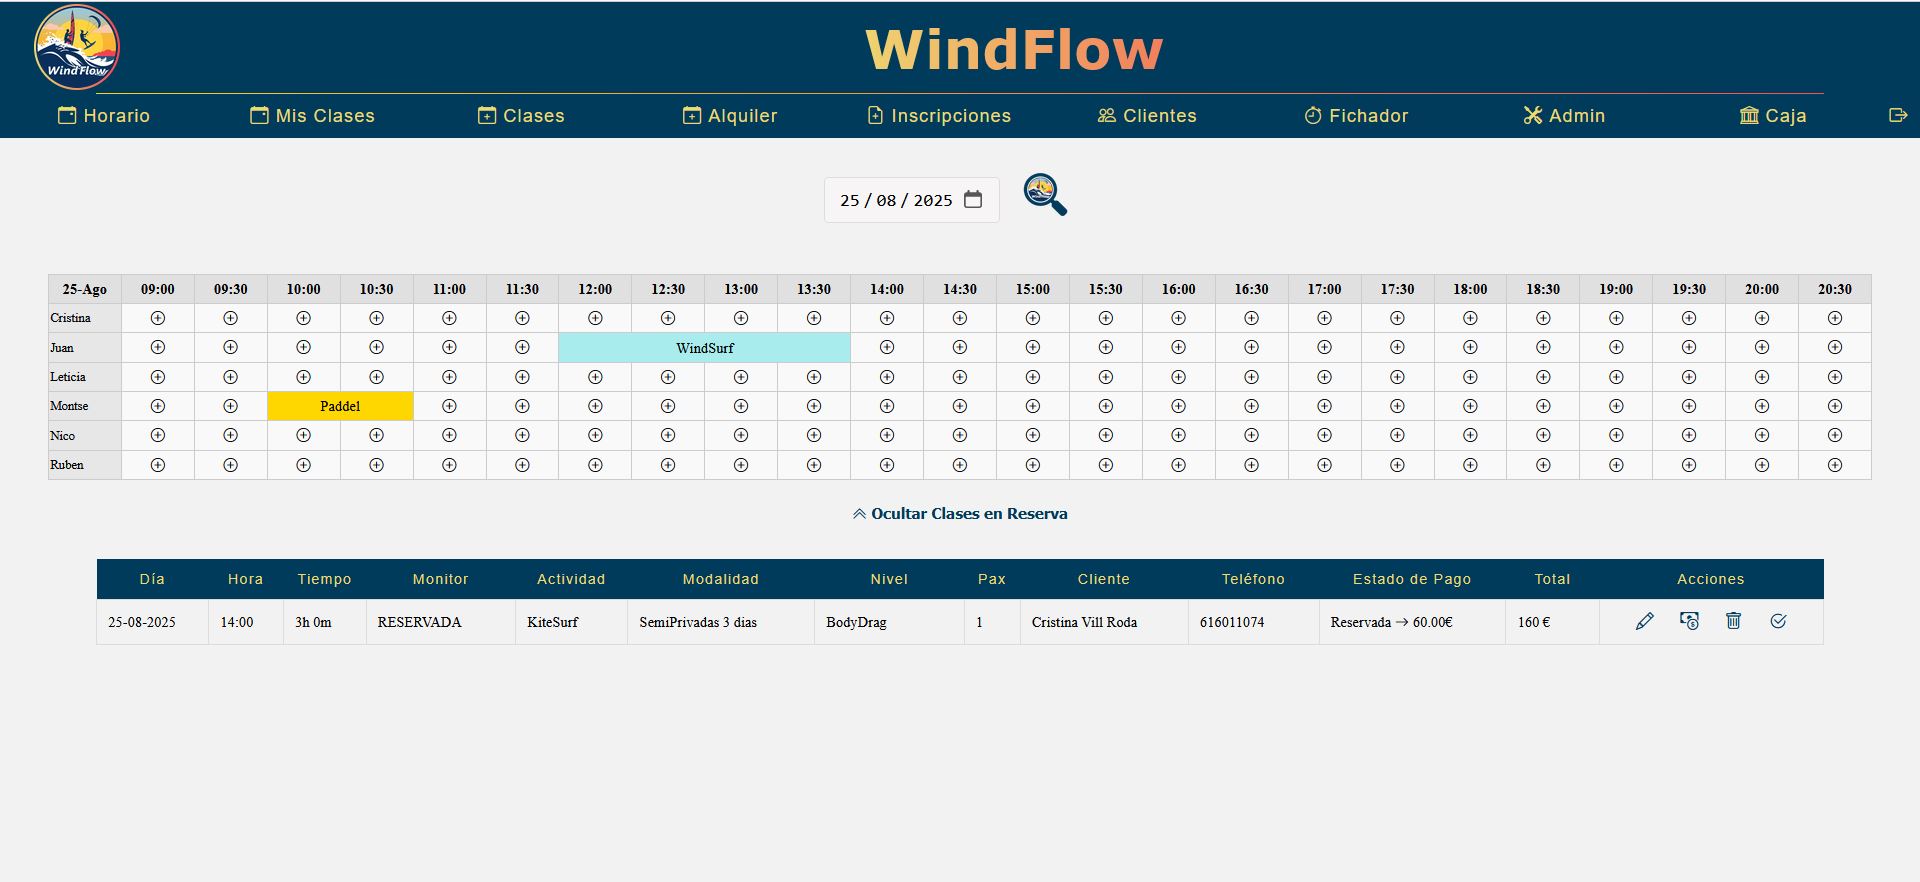 WindFlow
WindFlow
Horario Mis Clases Clases Alquiler Inscripciones Clientes Fichador Admin Caja
25 / 08 / 2025
25-Ago 09:00 09:30 10:00 10:30 11:00 11:30 12:00 12:30 13:00 13:30 14:00 14:30 15:00 15:30 16:00 16:30 17:00 17:30 18:00 18:30 19:00 19:30 20:00 20:30
Cristina
Juan WindSurf
Leticia
Montse Paddel
Nico
Ruben
Ocultar Clases en Reserva
Día Hora Tiempo Monitor Actividad Modalidad Nivel Pax Cliente Teléfono Estado de Pago Total Acciones
25-08-2025 14:00 3h 0m RESERVADA KiteSurf SemiPrivadas 3 dias BodyDrag 1 Cristina Vill Roda 616011074 Reservada → 60.00€ 160 €